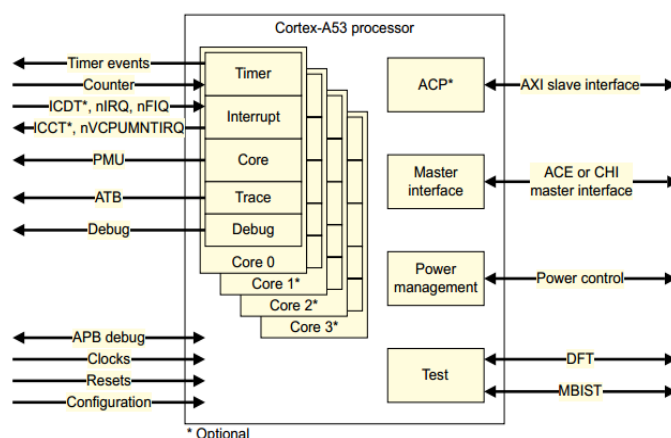 Cortex-A53 processor
Timer events
Counter
ICDT*, nIRQ, nFIQ
ICCT*, nVCPUMNTIRQ
PMU
ATB
Debug
APB debug
Clocks
Resets
Configuration
Timer
Interrupt
Core
Trace
Debug
Core 0
Core 1*
Core 2*
Core 3*
ACP*
Master
interface
Power
management
Test
AXI slave interface
ACE or CHI
master interface
Power control
DFT
MBIST
* Optional